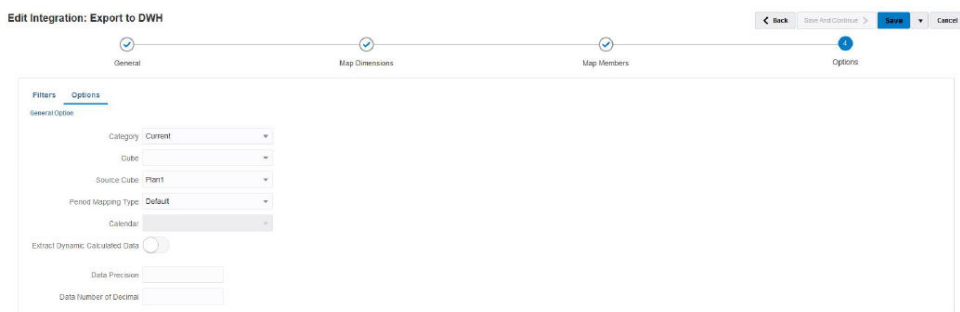 Edit Integration: Export to DWH
Back Save And Continue Save Cancel
4
General Map Dimensions Map Members Options
Filters Options
General Option
Category Current
Cube
Source Cube Plan1
Period Mapping Type Default
Calendar
Extract Dynamic Calculated Data
Data Precision
Data Number of Decimal